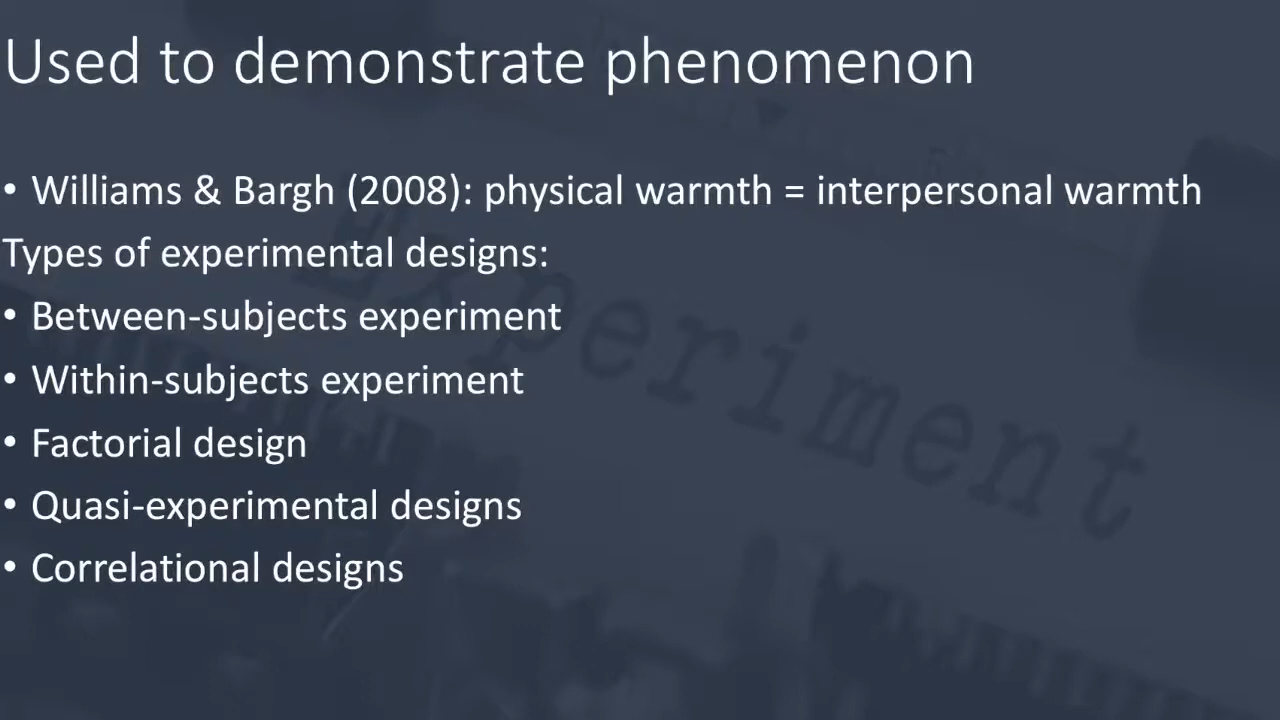 Used to demonstrate phenomenon
• Williams & Bargh (2008): physical warmth = interpersonal warmth
Types of experimental designs:
• Between-subjects experiment
• Within-subjects experiment
• Factorial design
• Quasi-experimental designs
• Correlational designs
Experiment